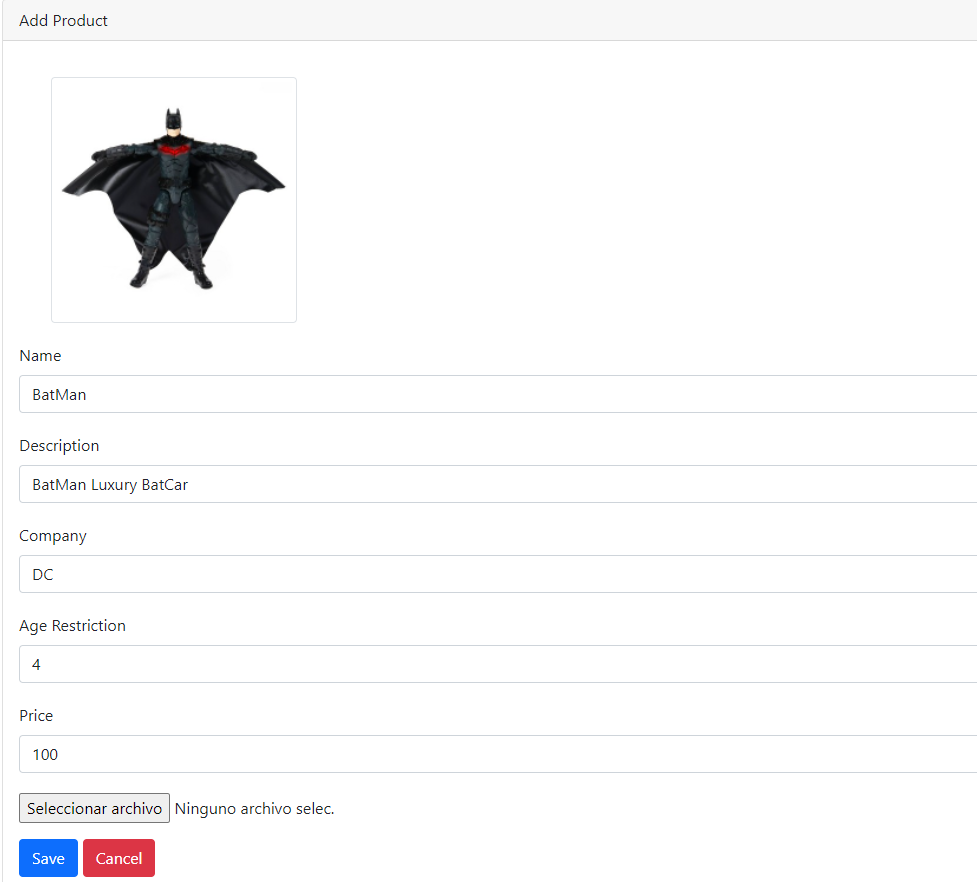 Add Product
Name
BatMan
Description
BatMan Luxury BatCar
Company
DC
Age Restriction
4
Price
100
Seleccionar archivo Ninguno archivo selec.
Save Cancel